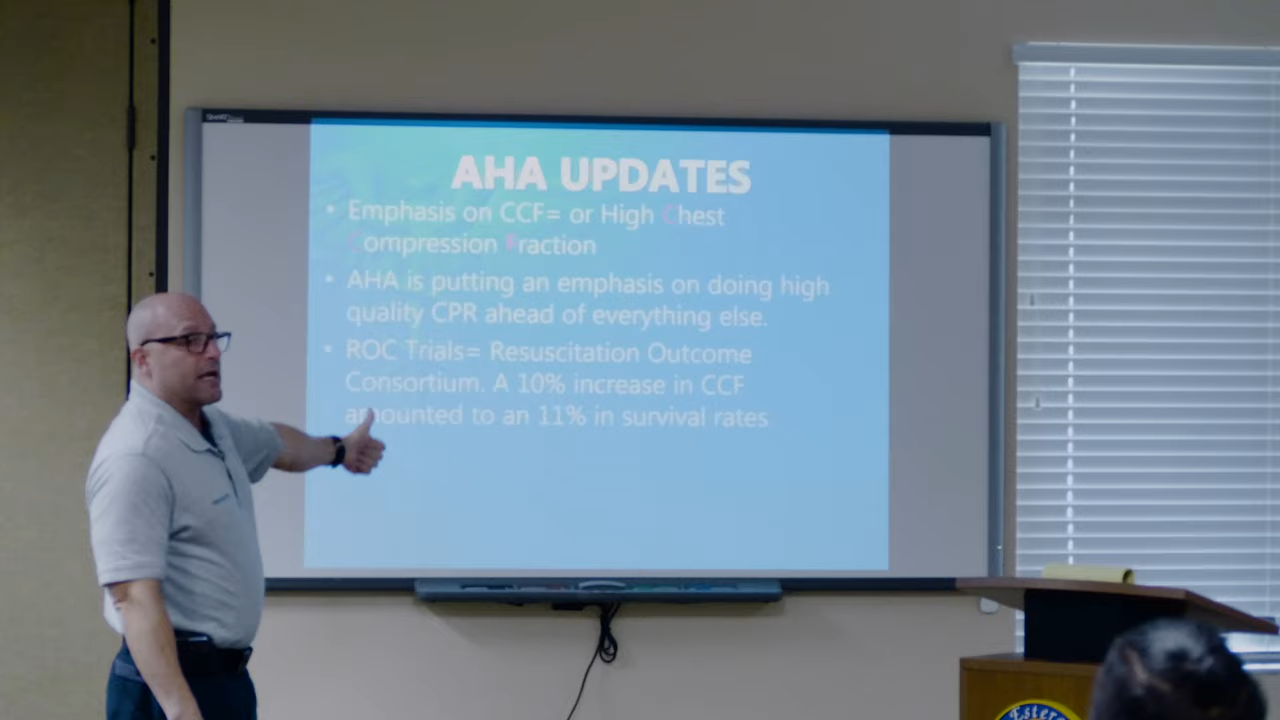 AHA UPDATES
• Emphasis on CCF= or High Chest
Compression Fraction
• AHA is putting an emphasis on doing high
quality CPR ahead of everything else.
• ROC Trials= Resuscitation Outcome
Consortium. A 10% increase in CCF
amounted to an 11% in survival rates
Estero